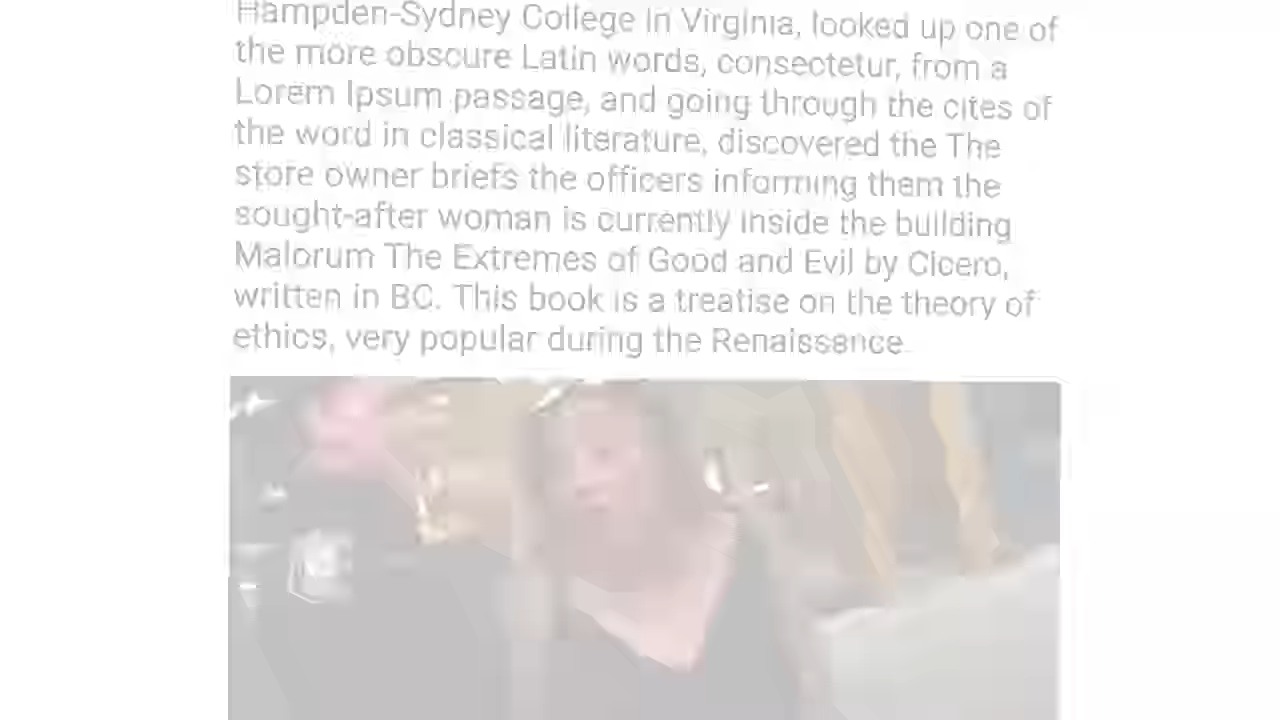 Hampden-Sydney College in Virginia, looked up one of
the more obscure Latin words, consectetur, from a
Lorem Ipsum passage, and going through the cites of
the word in classical literature, discovered the The
store owner briefs the officers informing them the
sought-after woman is currently inside the building
Malorum The Extremes of Good and Evil by Cicero,
written in BC. This book is a treatise on the theory of
ethics, very popular during the Renaissance.